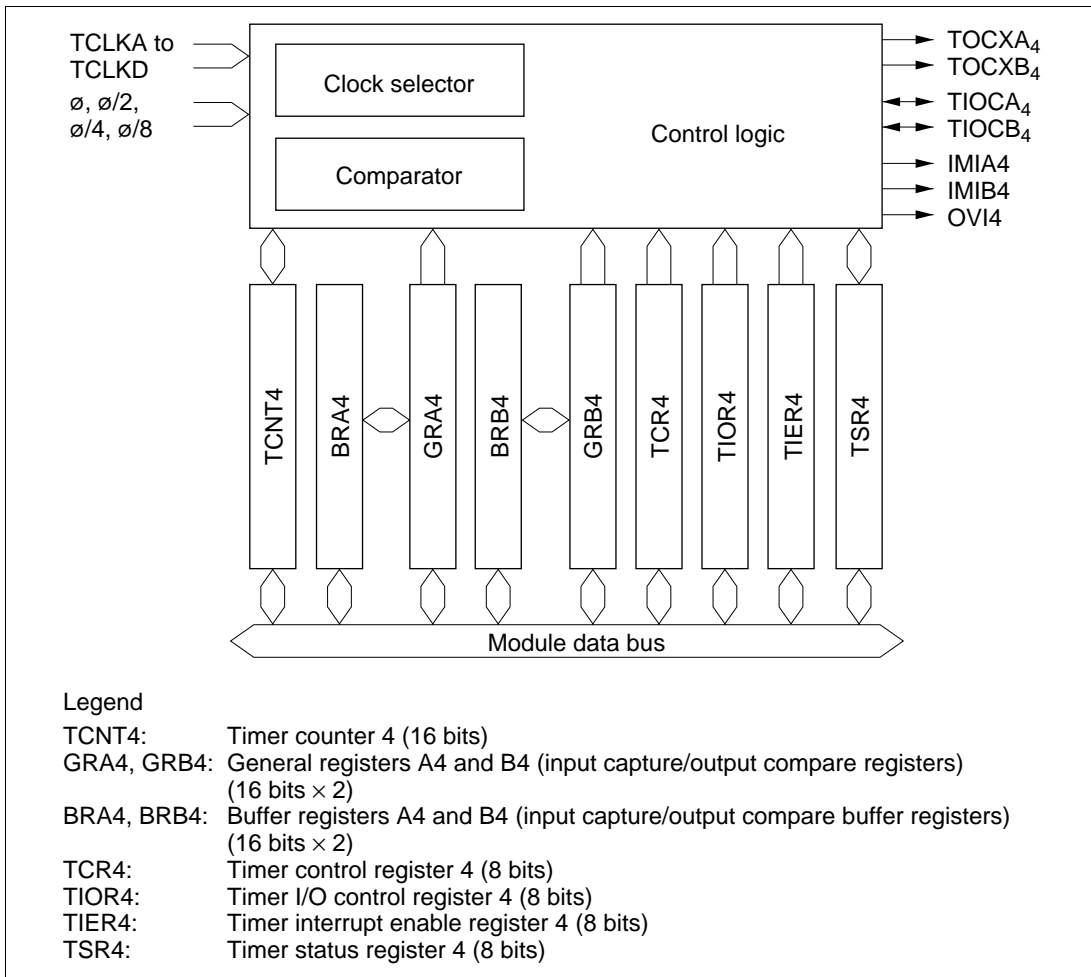 TCLKA to
TCLKD
ø, ø/2,
ø/4, ø/8
Clock selector
Comparator
Control logic
TOCXA4
TOCXB4
TIOCA4
TIOCB4
IMIA4
IMIB4
OVI4
TCNT4
BRA4
GRA4
BRB4
GRB4
TCR4
TIOR4
TIER4
TSR4
Module data bus
Legend
TCNT4: Timer counter 4 (16 bits)
GRA4, GRB4: General registers A4 and B4 (input capture/output compare registers)
(16 bits × 2)
BRA4, BRB4: Buffer registers A4 and B4 (input capture/output compare buffer registers)
(16 bits × 2)
TCR4: Timer control register 4 (8 bits)
TIOR4: Timer I/O control register 4 (8 bits)
TIER4: Timer interrupt enable register 4 (8 bits)
TSR4: Timer status register 4 (8 bits)